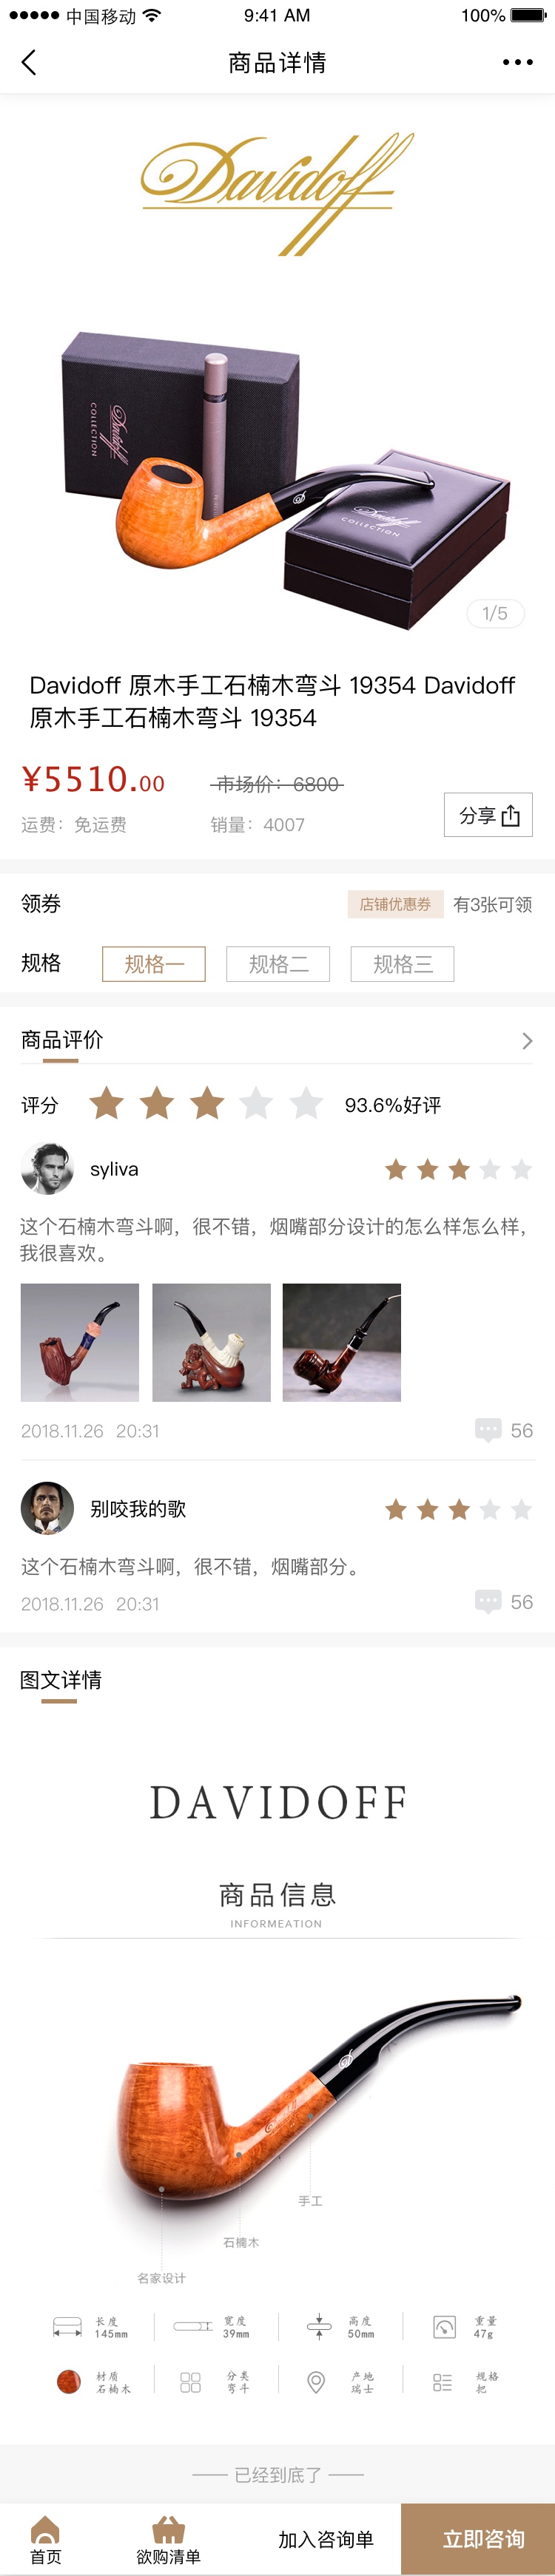 中国移动
9:41 AM
100%
商品详情
Davidoff
Davidoff
COLLECTION
Davidoff
COLLECTION
1/5
Davidoff 原木手工石楠木弯斗 19354 Davidoff
原木手工石楠木弯斗 19354
¥5510.00
市场价：6800
运费：免运费
销量：4007
分享
领券
店铺优惠券
有3张可领
规格
规格一
规格二
规格三
商品评价
评分
93.6%好评
syliva
这个石楠木弯斗啊，很不错，烟嘴部分设计的怎么样怎么样，
我很喜欢。
2018.11.26 20:31
56
别咬我的歌
这个石楠木弯斗啊，很不错，烟嘴部分。
2018.11.26 20:31
56
图文详情
DAVIDOFF
商品信息
INFORMEATION
手工
石楠木
名家设计
长度
145mm
宽度
39mm
高度
50mm
重量
47g
材质
石楠木
分类
弯斗
产地
瑞士
规格
把
已经到底了
首页
欲购清单
加入咨询单
立即咨询